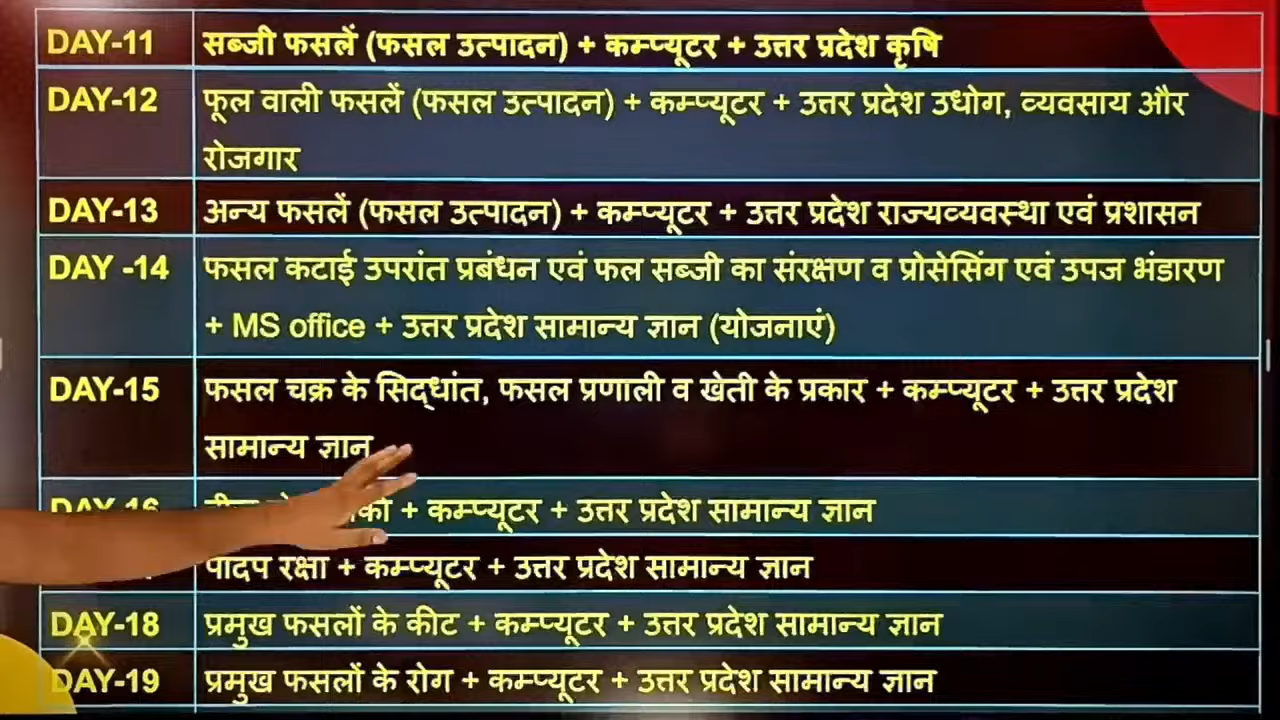 DAY-11 सब्जी फसलें (फसल उत्पादन) + कम्प्यूटर + उत्तर प्रदेश कृषि
DAY-12 फूल वाली फसलें (फसल उत्पादन) + कम्प्यूटर + उत्तर प्रदेश उधोग, व्यवसाय और
रोजगार
DAY-13 अन्य फसलें (फसल उत्पादन) + कम्प्यूटर + उत्तर प्रदेश राज्यव्यवस्था एवं प्रशासन
DAY -14 फसल कटाई उपरांत प्रबंधन एवं फल सब्जी का संरक्षण व प्रोसेसिंग एवं उपज भंडारण
+ MS office + उत्तर प्रदेश सामान्य ज्ञान (योजनाएं)
DAY-15 फसल चक्र के सिद्धांत, फसल प्रणाली व खेती के प्रकार + कम्प्यूटर + उत्तर प्रदेश
सामान्य ज्ञान
DAY-16 + कम्प्यूटर + उत्तर प्रदेश सामान्य ज्ञान
पादप रक्षा + कम्प्यूटर + उत्तर प्रदेश सामान्य ज्ञान
DAY-18 प्रमुख फसलों के कीट + कम्प्यूटर + उत्तर प्रदेश सामान्य ज्ञान
DAY-19 प्रमुख फसलों के रोग + कम्प्यूटर + उत्तर प्रदेश सामान्य ज्ञान